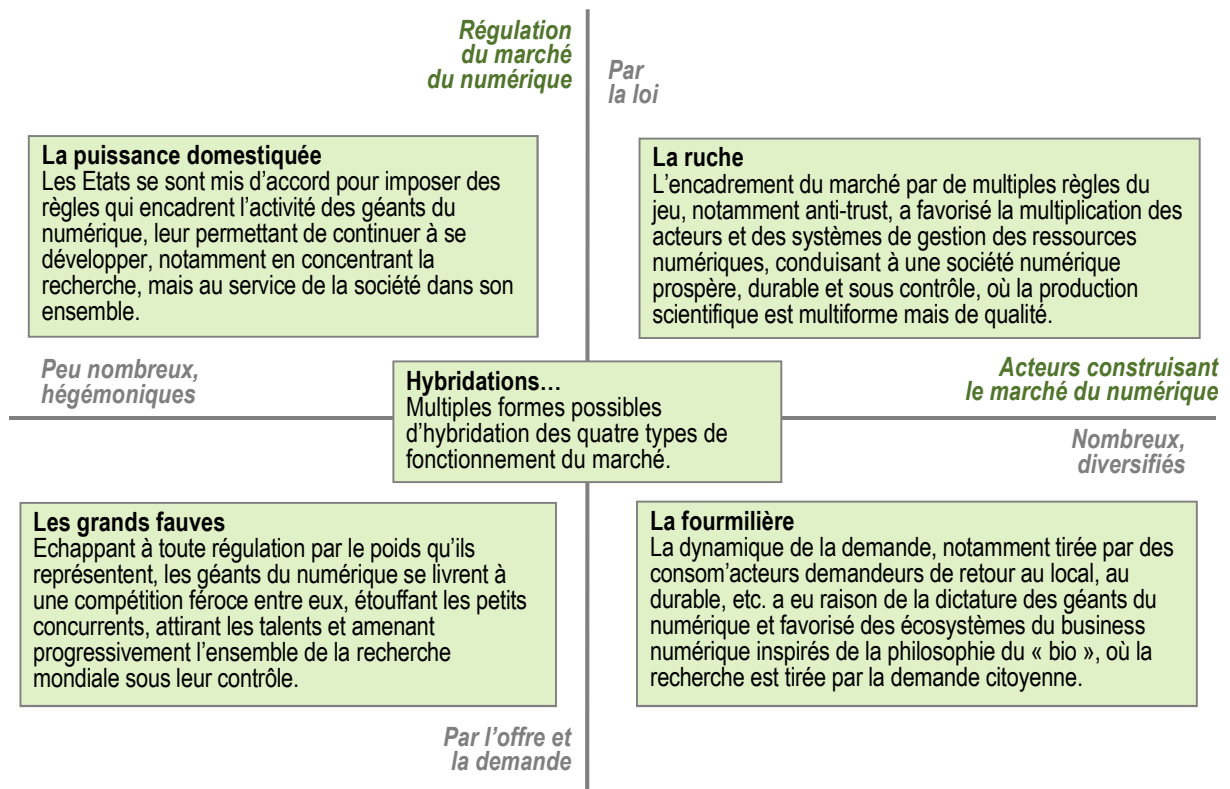 Régulation
du marché
du numérique
Par
la loi
La puissance domestiquée
Les Etats se sont mis d'accord pour imposer des
règles qui encadrent l'activité des géants du
numérique, leur permettant de continuer à se
développer, notamment en concentrant la
recherche, mais au service de la société dans son
ensemble.
La ruche
L'encadrement du marché par de multiples règles du
jeu, notamment anti-trust, a favorisé la multiplication des
acteurs et des systèmes de gestion des ressources
numériques, conduisant à une société numérique
prospère, durable et sous contrôle, où la production
scientifique est multiforme mais de qualité.
Peu nombreux,
hégémoniques
Hybridations…
Multiples formes possibles
d'hybridation des quatre types de
fonctionnement du marché.
Acteurs construisant
le marché du numérique
Nombreux,
diversifiés
Les grands fauves
Echappant à toute régulation par le poids qu'ils
représentent, les géants du numérique se livrent à
une compétition féroce entre eux, étouffant les petits
concurrents, attirant les talents et amenant
progressivement l'ensemble de la recherche
mondiale sous leur contrôle.
La fourmilière
La dynamique de la demande, notamment tirée par des
consom'acteurs demandeurs de retour au local, au
durable, etc. a eu raison de la dictature des géants du
numérique et favorisé des écosystèmes du business
numérique inspirés de la philosophie du « bio », où la
recherche est tirée par la demande citoyenne.
Par l'offre et
la demande